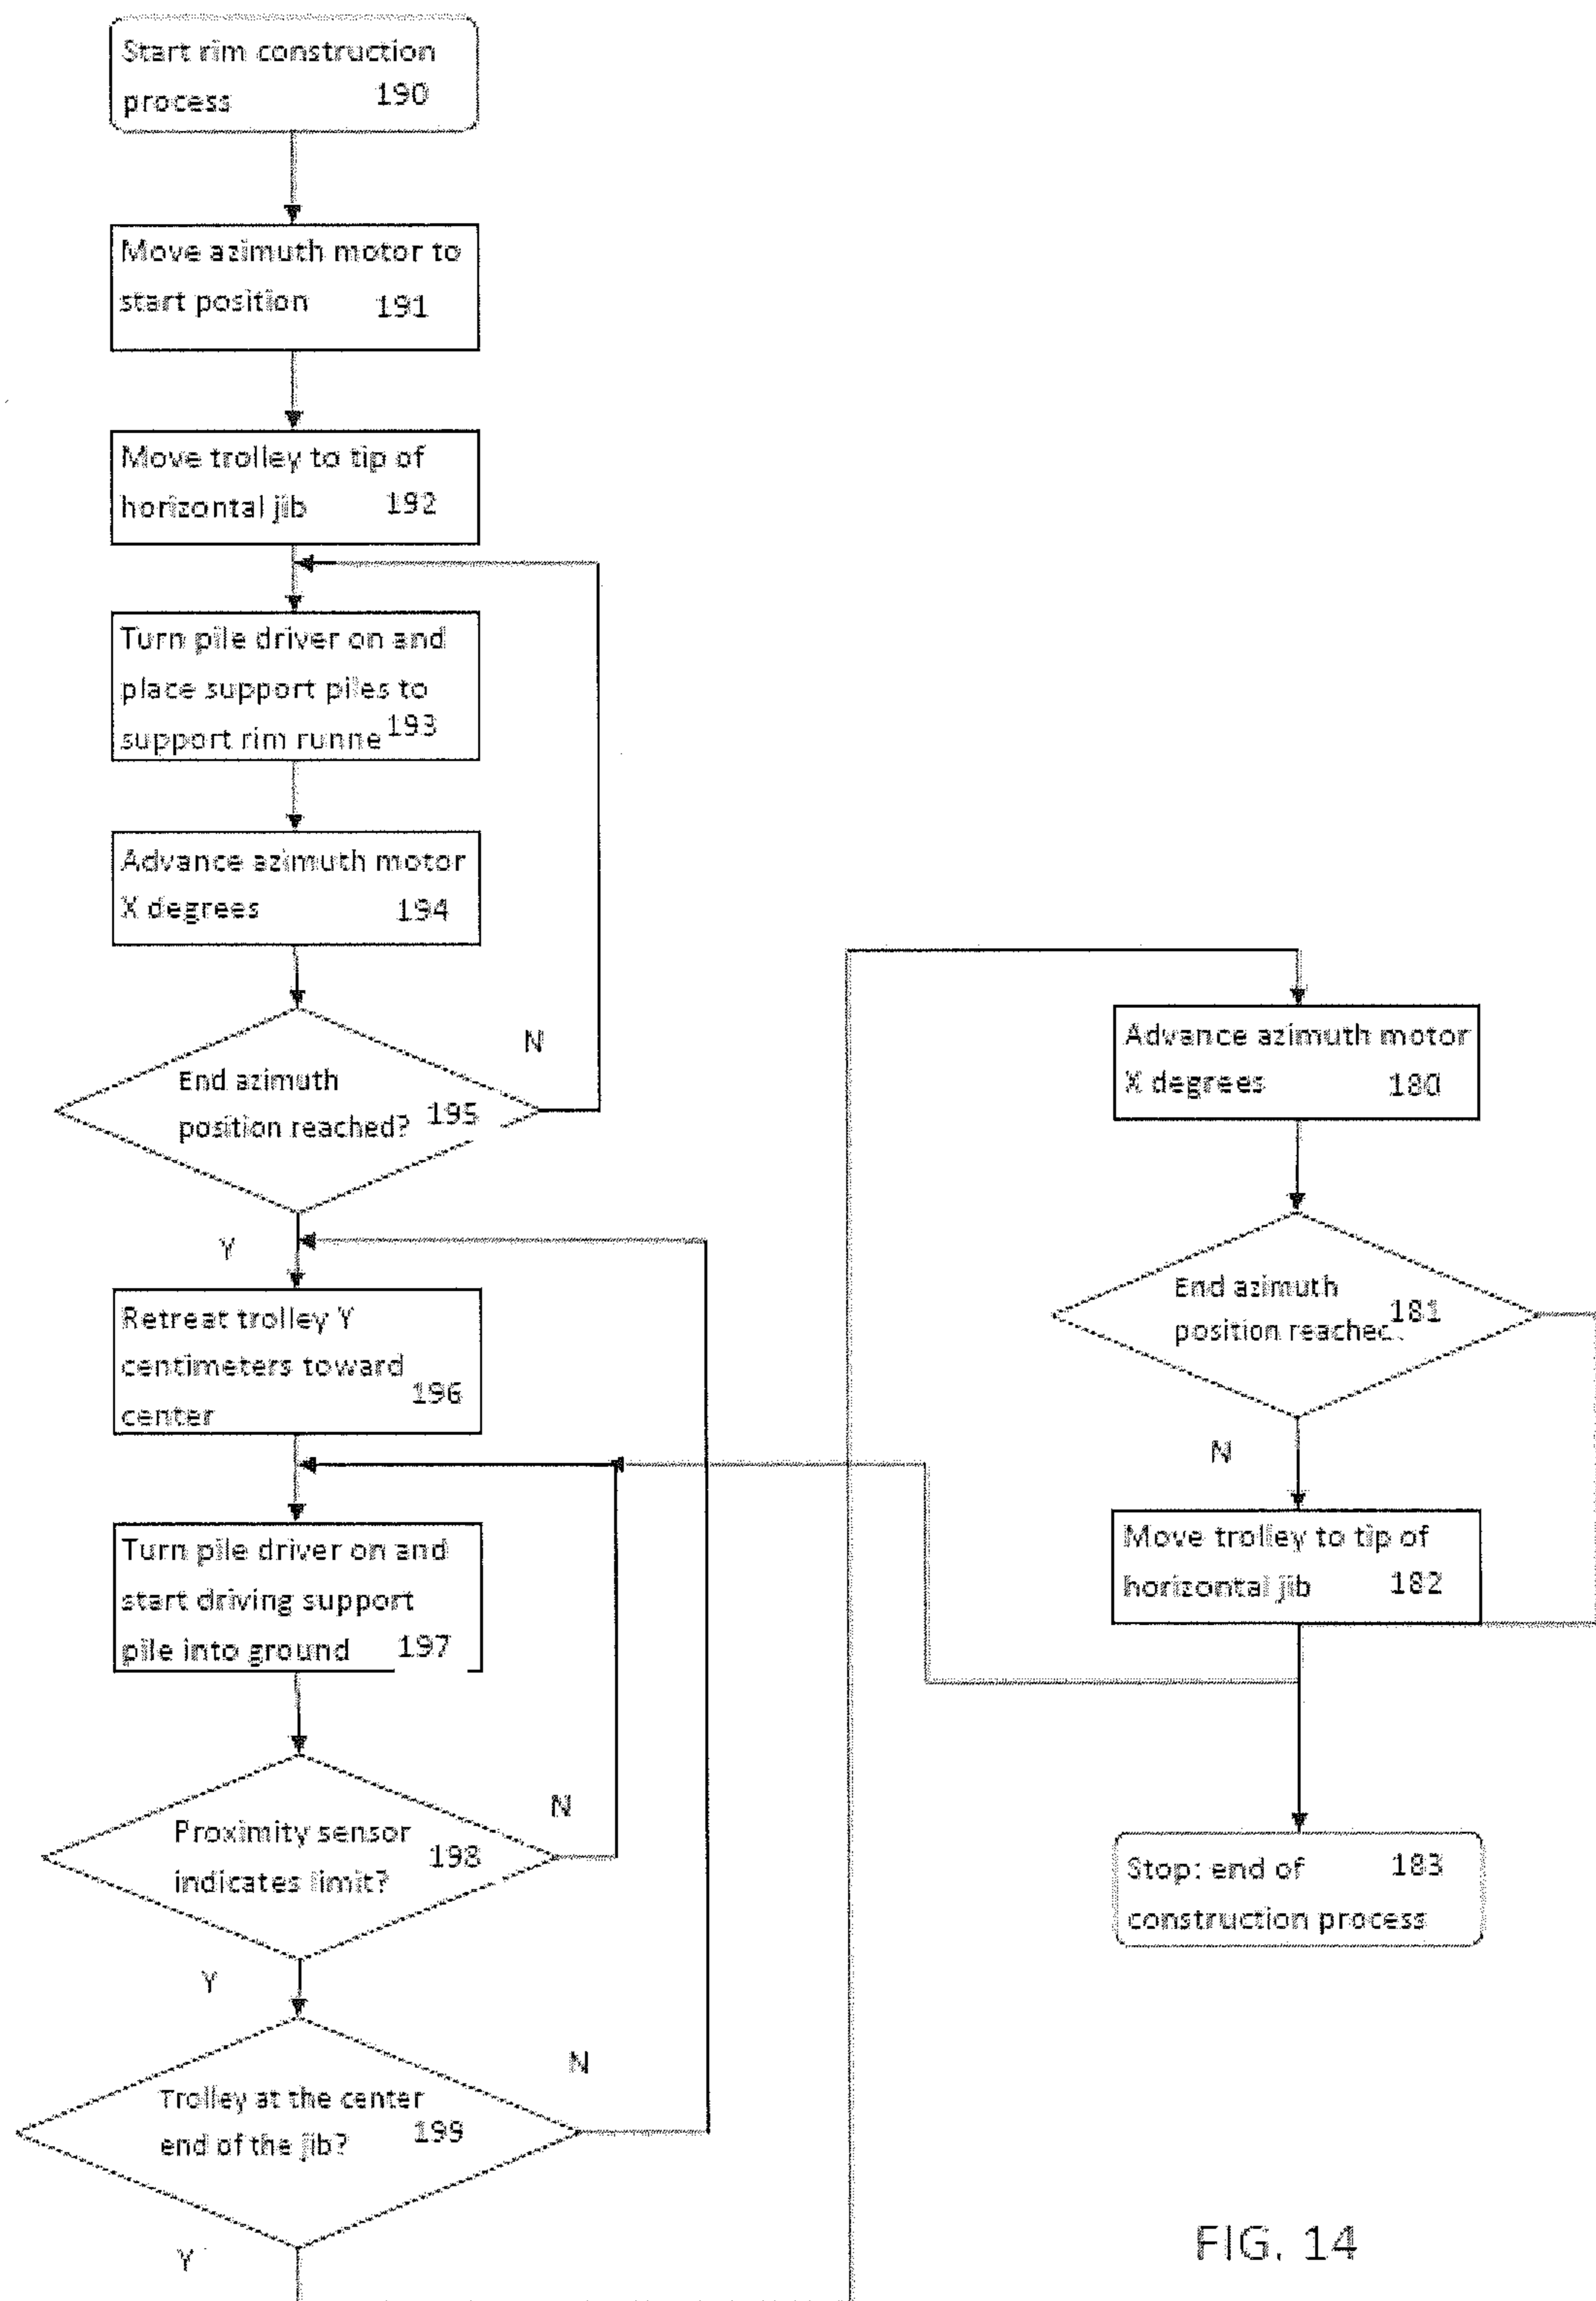 Start rim construction
process 190
Move azimuth motor to
start position 191
Move trolley to tip of
horizontal jib 192
Turn pile driver on and
place support piles to
support rim runne 193
Advance azimuth motor
X degrees 194
End azimuth
position reached? 195
N
Y
Retreat trolley Y
centimeters toward
center 196
Turn pile driver on and
start driving support
pile into ground 197
Proximity sensor
indicates limit? 198
N
Y
Trolley at the center
end of the jib? 199
N
Y
Advance azimuth motor
X degrees 180
End azimuth
position reached 181
N
Move trolley to tip of
horizontal jib 182
Stop: end of 183
construction process
FIG. 14